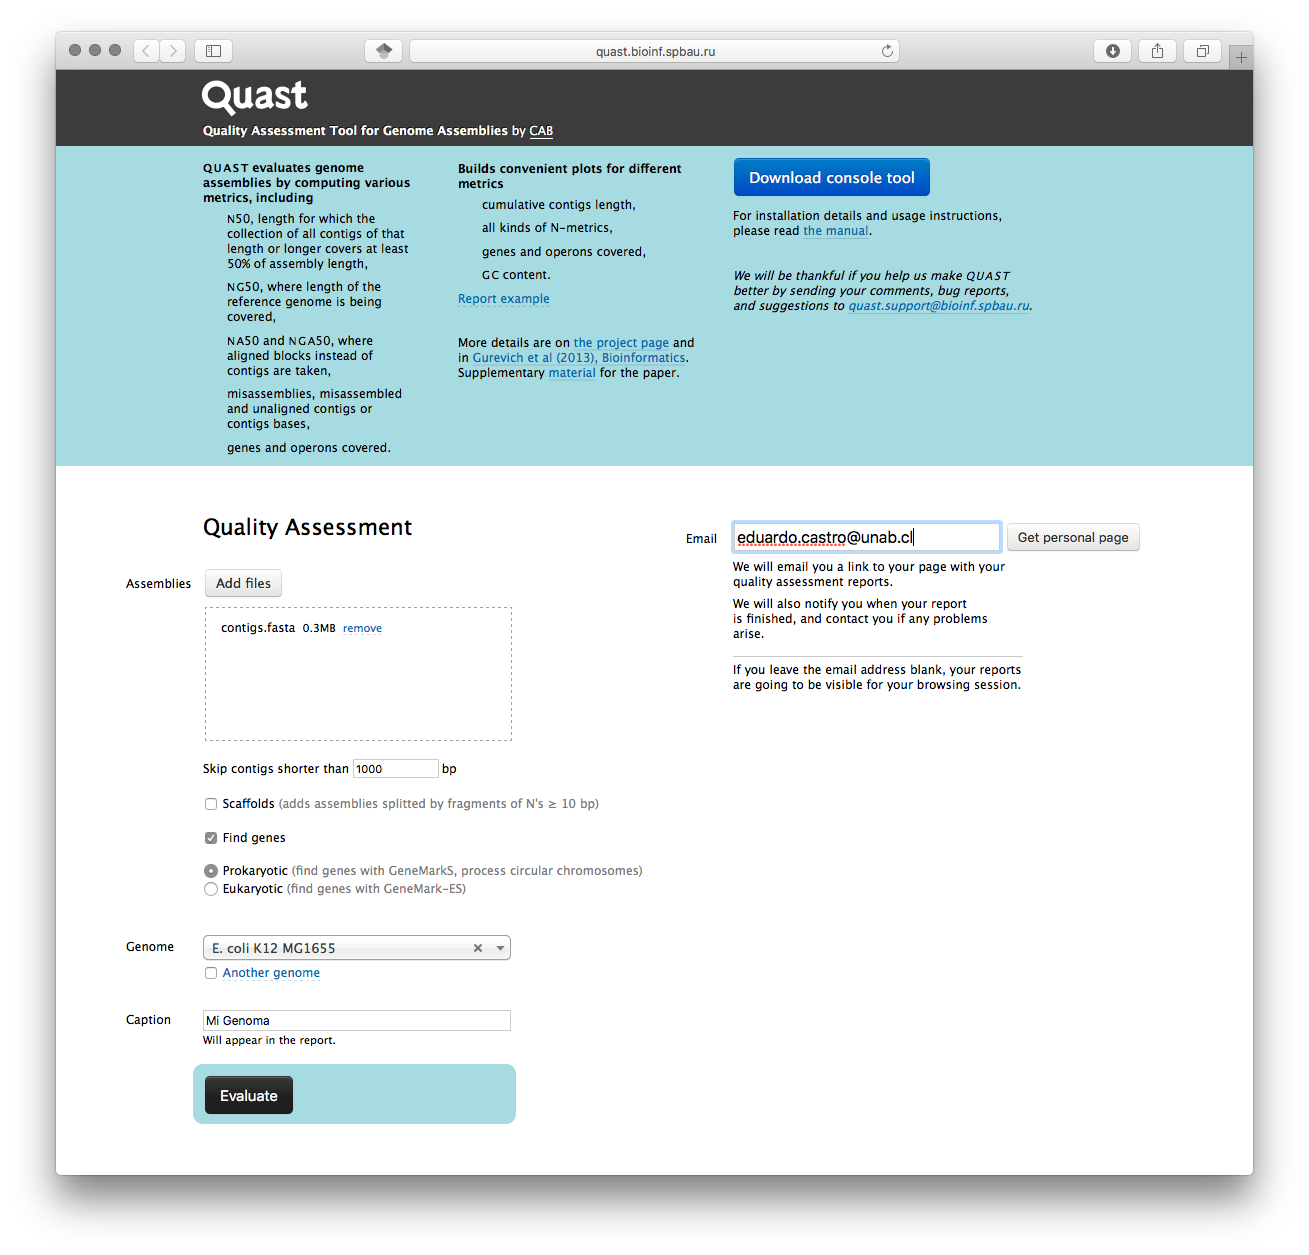 quast.bioinf.spbau.ru
Quast
Quality Assessment Tool for Genome Assemblies by CAB
QUAST evaluates genome
assemblies by computing various
metrics, including
N50, length for which the
collection of all contigs of that
length or longer covers at least
50% of assembly length,
NG50, where length of the
reference genome is being
covered,
NA50 and NGA50, where
aligned blocks instead of
contigs are taken,
misassemblies, misassembled
and unaligned contigs or
contigs bases,
genes and operons covered.
Builds convenient plots for different
metrics
cumulative contigs length,
all kinds of N-metrics,
genes and operons covered,
GC content.
Report example
More details are on the project page and
in Gurevich et al (2013), Bioinformatics.
Supplementary material for the paper.
Download console tool
For installation details and usage instructions,
please read the manual.
We will be thankful if you help us make QUAST
better by sending your comments, bug reports,
and suggestions to quast.support@bioinf.spbau.ru.
Quality Assessment
Assemblies Add files
contigs.fasta 0.3MB remove
Skip contigs shorter than 1000 bp
Scaffolds (adds assemblies splitted by fragments of N's ≥ 10 bp)
Find genes
Prokaryotic (find genes with GeneMarkS, process circular chromosomes)
Eukaryotic (find genes with GeneMark-ES)
Genome E. coli K12 MG1655
Another genome
Caption Mi Genoma
Will appear in the report.
Evaluate
Email eduardo.castro@unab.cl Get personal page
We will email you a link to your page with your
quality assessment reports.
We will also notify you when your report
is finished, and contact you if any problems
arise.
If you leave the email address blank, your reports
are going to be visible for your browsing session.